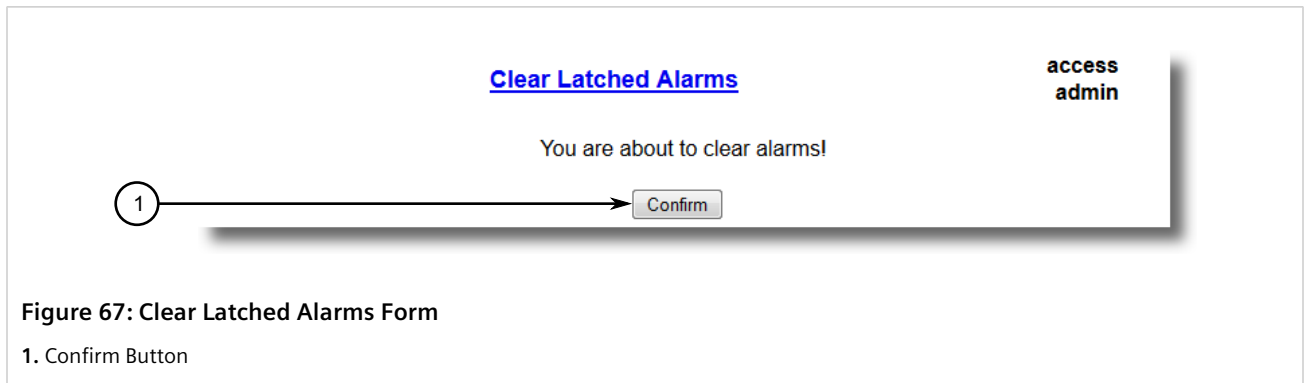 Clear Latched Alarms
access
admin
You are about to clear alarms!
1
Confirm
Figure 67: Clear Latched Alarms Form
1. Confirm Button